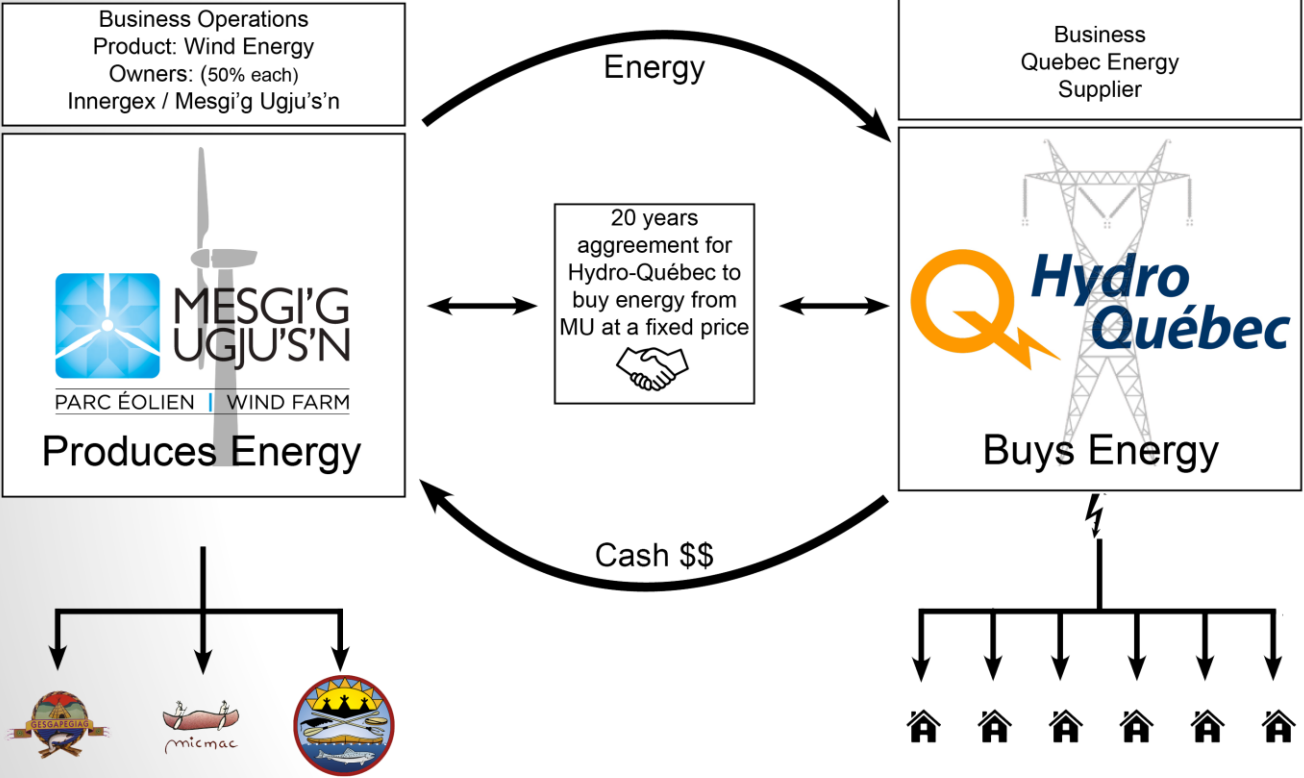 Business Operations
Product: Wind Energy
Owners: (50% each)
Innergex / Mesgi'g Ugju's'n
Energy
Business
Quebec Energy
Supplier
MESGI'G
UGJU'S'N
PARC ÉOLIEN | WIND FARM
Produces Energy
20 years
aggreement for
Hydro-Québec to
buy energy from
MU at a fixed price
Hydro
Québec
Buys Energy
Cash $$
GESGAPEGIAG
micmac